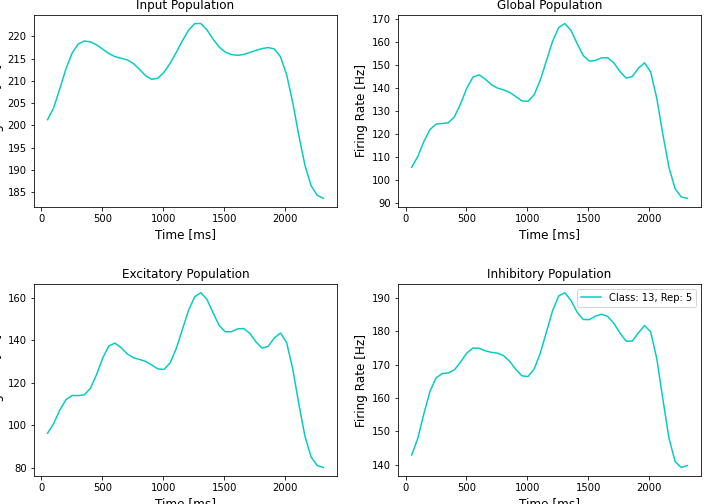 Input Population
220
215
210
205
200
195
190
185
0 500 1000 1500 2000
Time [ms]
Global Population
Firing Rate [Hz]
170
160
150
140
130
120
110
100
90
0 500 1000 1500 2000
Time [ms]
Excitatory Population
160
140
120
100
80
0 500 1000 1500 2000
Time [ms]
Inhibitory Population
Class: 13, Rep: 5
Firing Rate [Hz]
190
180
170
160
150
140
0 500 1000 1500 2000
Time [ms]